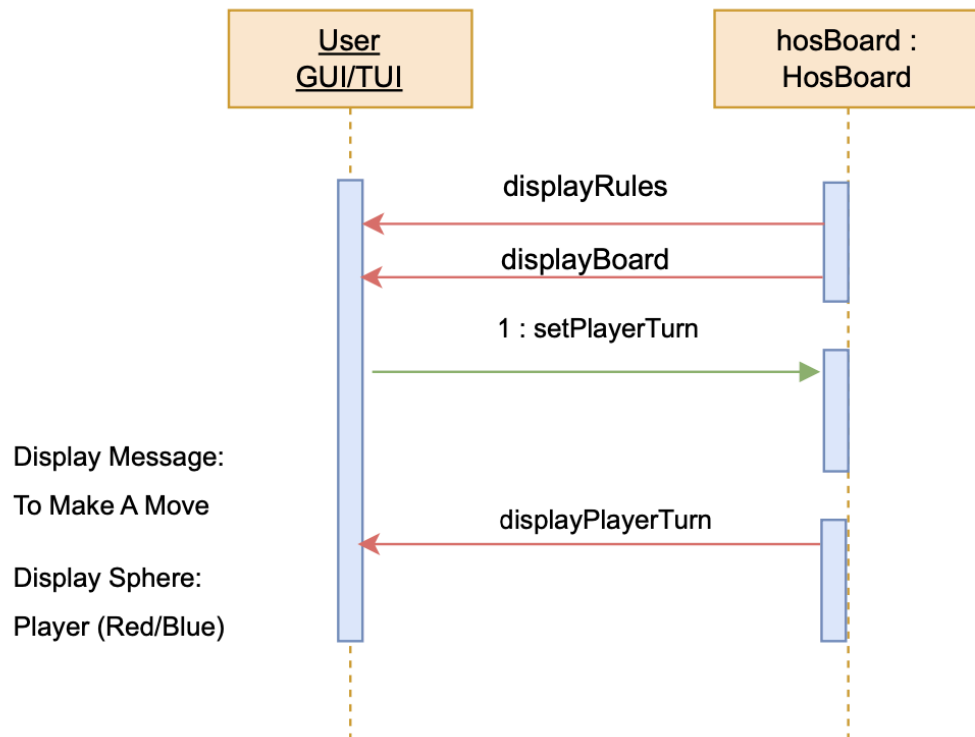 User
GUI/TUI
hosBoard :
HosBoard
displayRules
displayBoard
1 : setPlayerTurn
Display Message:
To Make A Move
displayPlayerTurn
Display Sphere:
Player (Red/Blue)